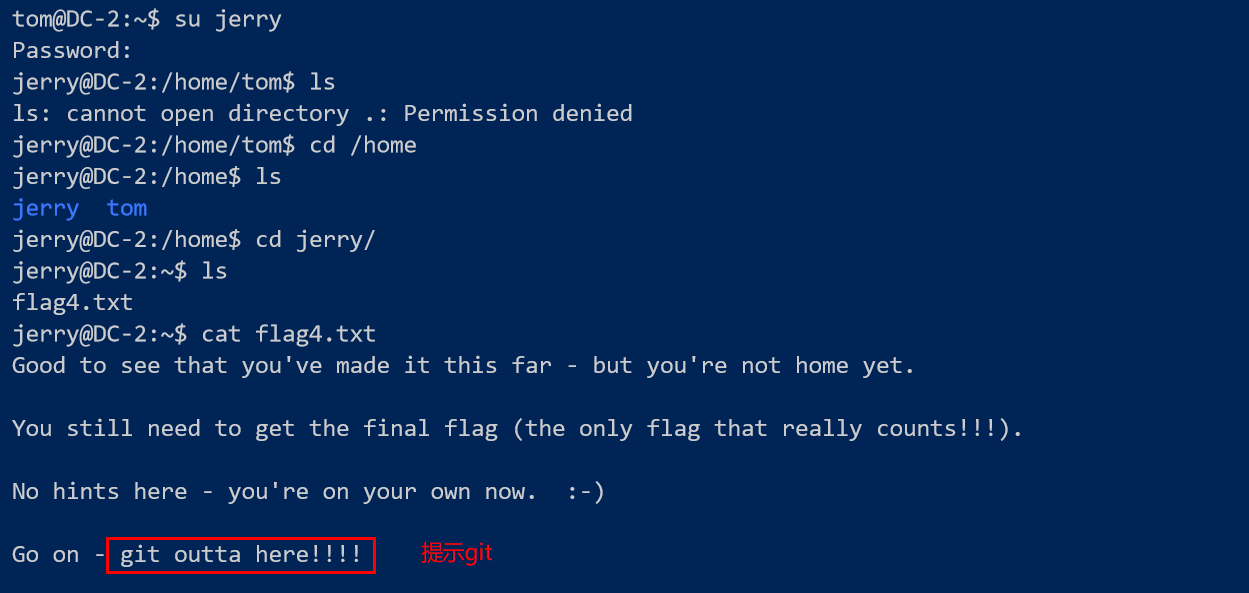 tom@DC-2:~$ su jerry
Password:
jerry@DC-2:/home/tom$ ls
ls: cannot open directory .: Permission denied
jerry@DC-2:/home/tom$ cd /home
jerry@DC-2:/home$ ls
jerry  tom
jerry@DC-2:/home$ cd jerry/
jerry@DC-2:~$ ls
flag4.txt
jerry@DC-2:~$ cat flag4.txt
Good to see that you've made it this far - but you're not home yet.
You still need to get the final flag (the only flag that really counts!!!).
No hints here - you're on your own now.  :-)
Go on - git outta here!!!! 提示git